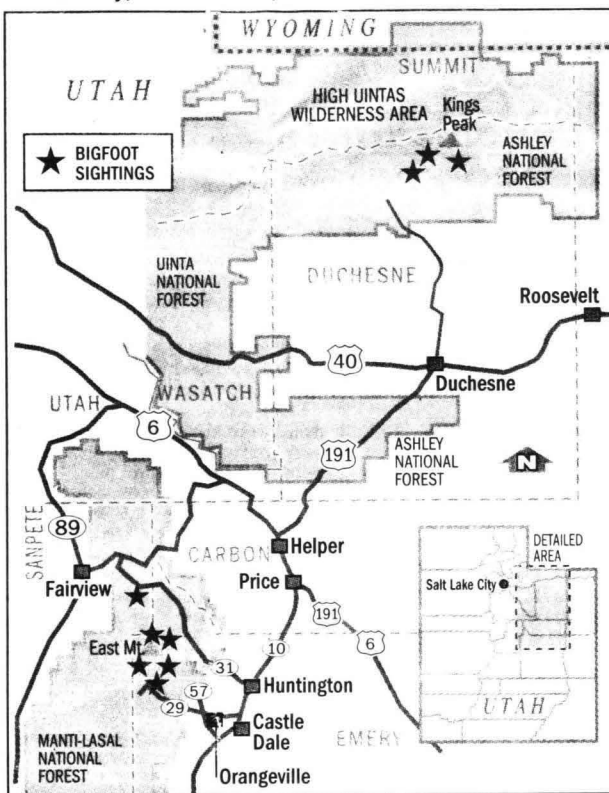 WYOMING
UTAH
SUMMIT
HIGH UINTAS
WILDERNESS AREA
Kings
Peak
BIGFOOT
SIGHTINGS
ASHLEY
NATIONAL
FOREST
UINTA
NATIONAL
FOREST
DUCHESNE
Roosevelt
40
Duchesne
WASATCH
UTAH
6
191
ASHLEY
NATIONAL
FOREST
N
89
SANPETE
CARBON
Helper
DETAILED
AREA
Salt Lake City
Fairview
Price
191
6
10
East Mt.
31
57
29
Huntington
Castle
Dale
UTAH
EMERY
MANTI-LASAL
NATIONAL
FOREST
Orangeville